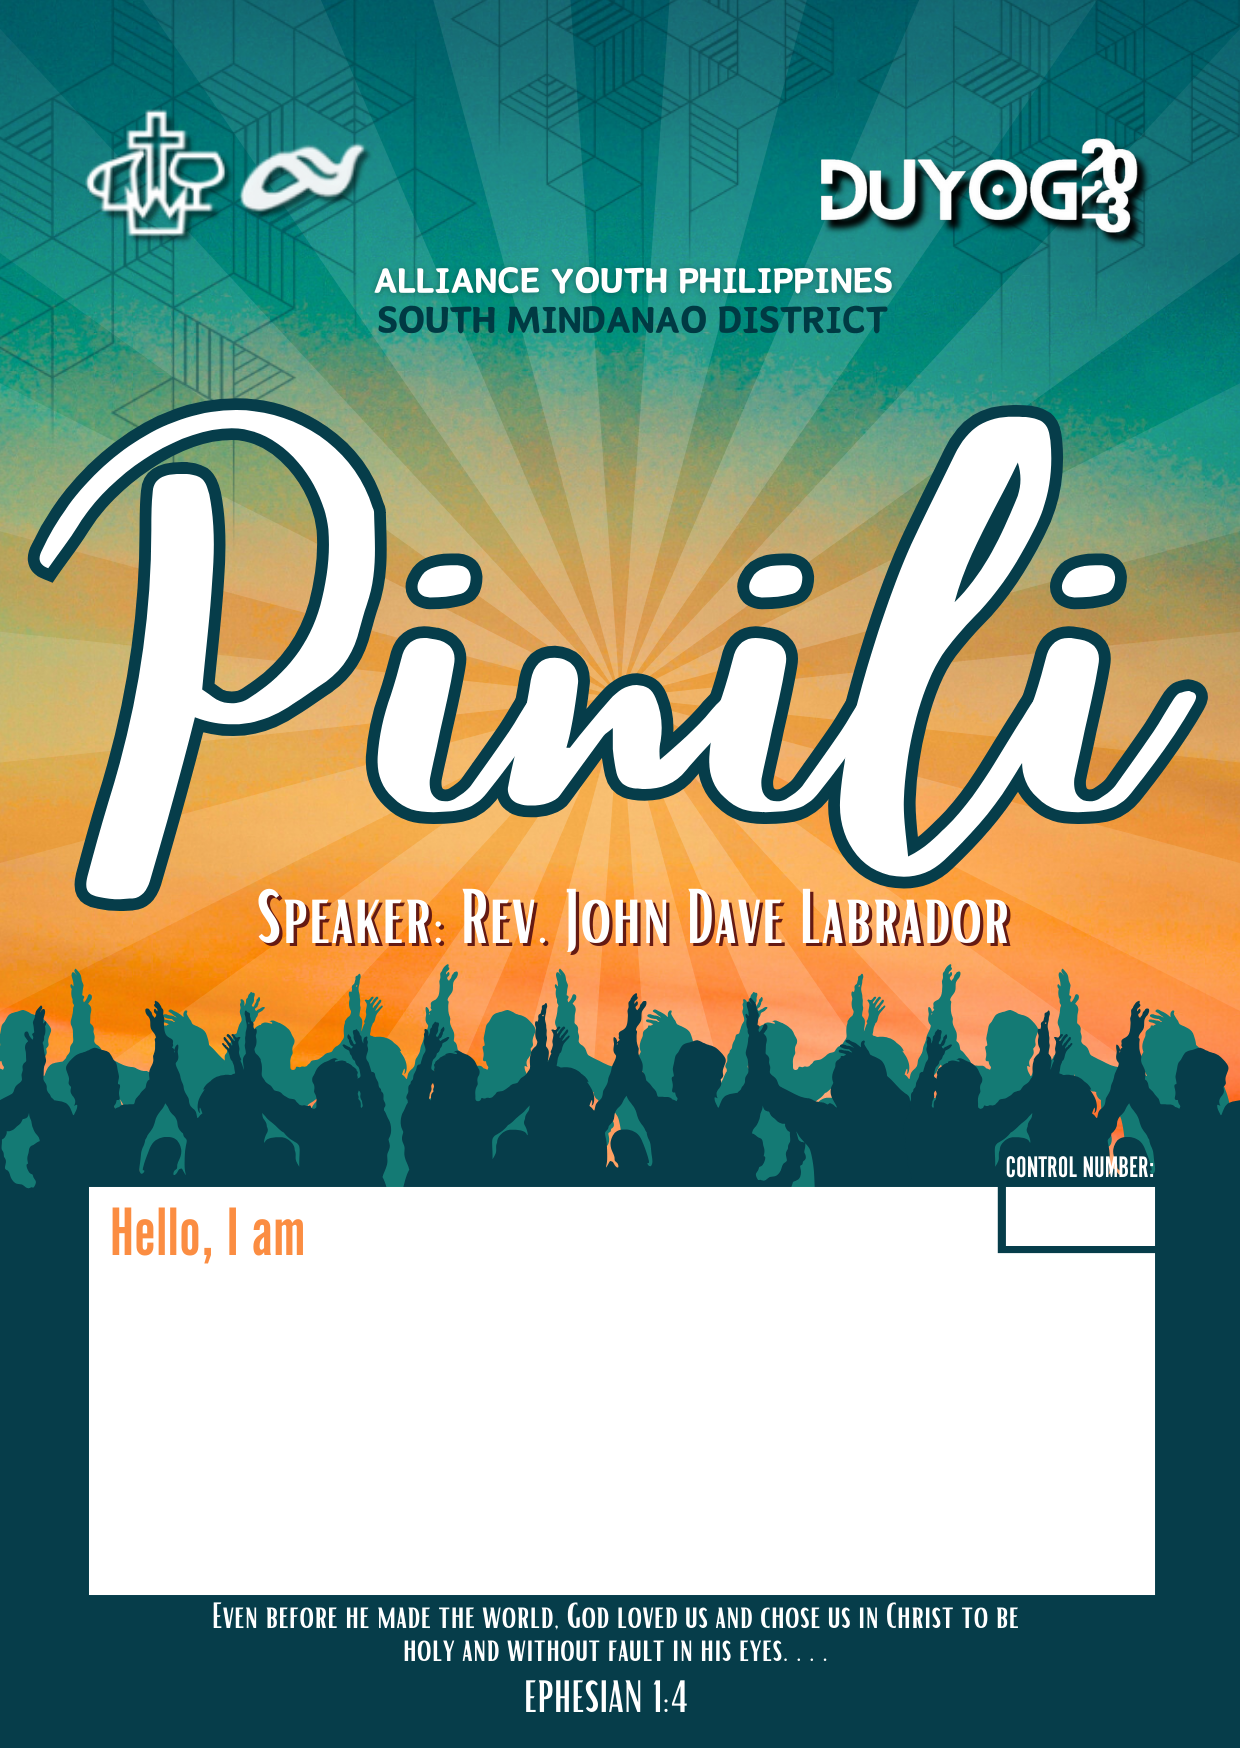 DUYOG 2023
ALLIANCE YOUTH PHILIPPINES
SOUTH MINDANAO DISTRICT
Pinili
SPEAKER: REV. JOHN DAVE LABRADOR
CONTROL NUMBER:
Hello, I am
EVEN BEFORE HE MADE THE WORLD, GOD LOVED US AND CHOSE US IN CHRIST TO BE
HOLY AND WITHOUT FAULT IN HIS EYES. . . .
EPHESIAN 1:4